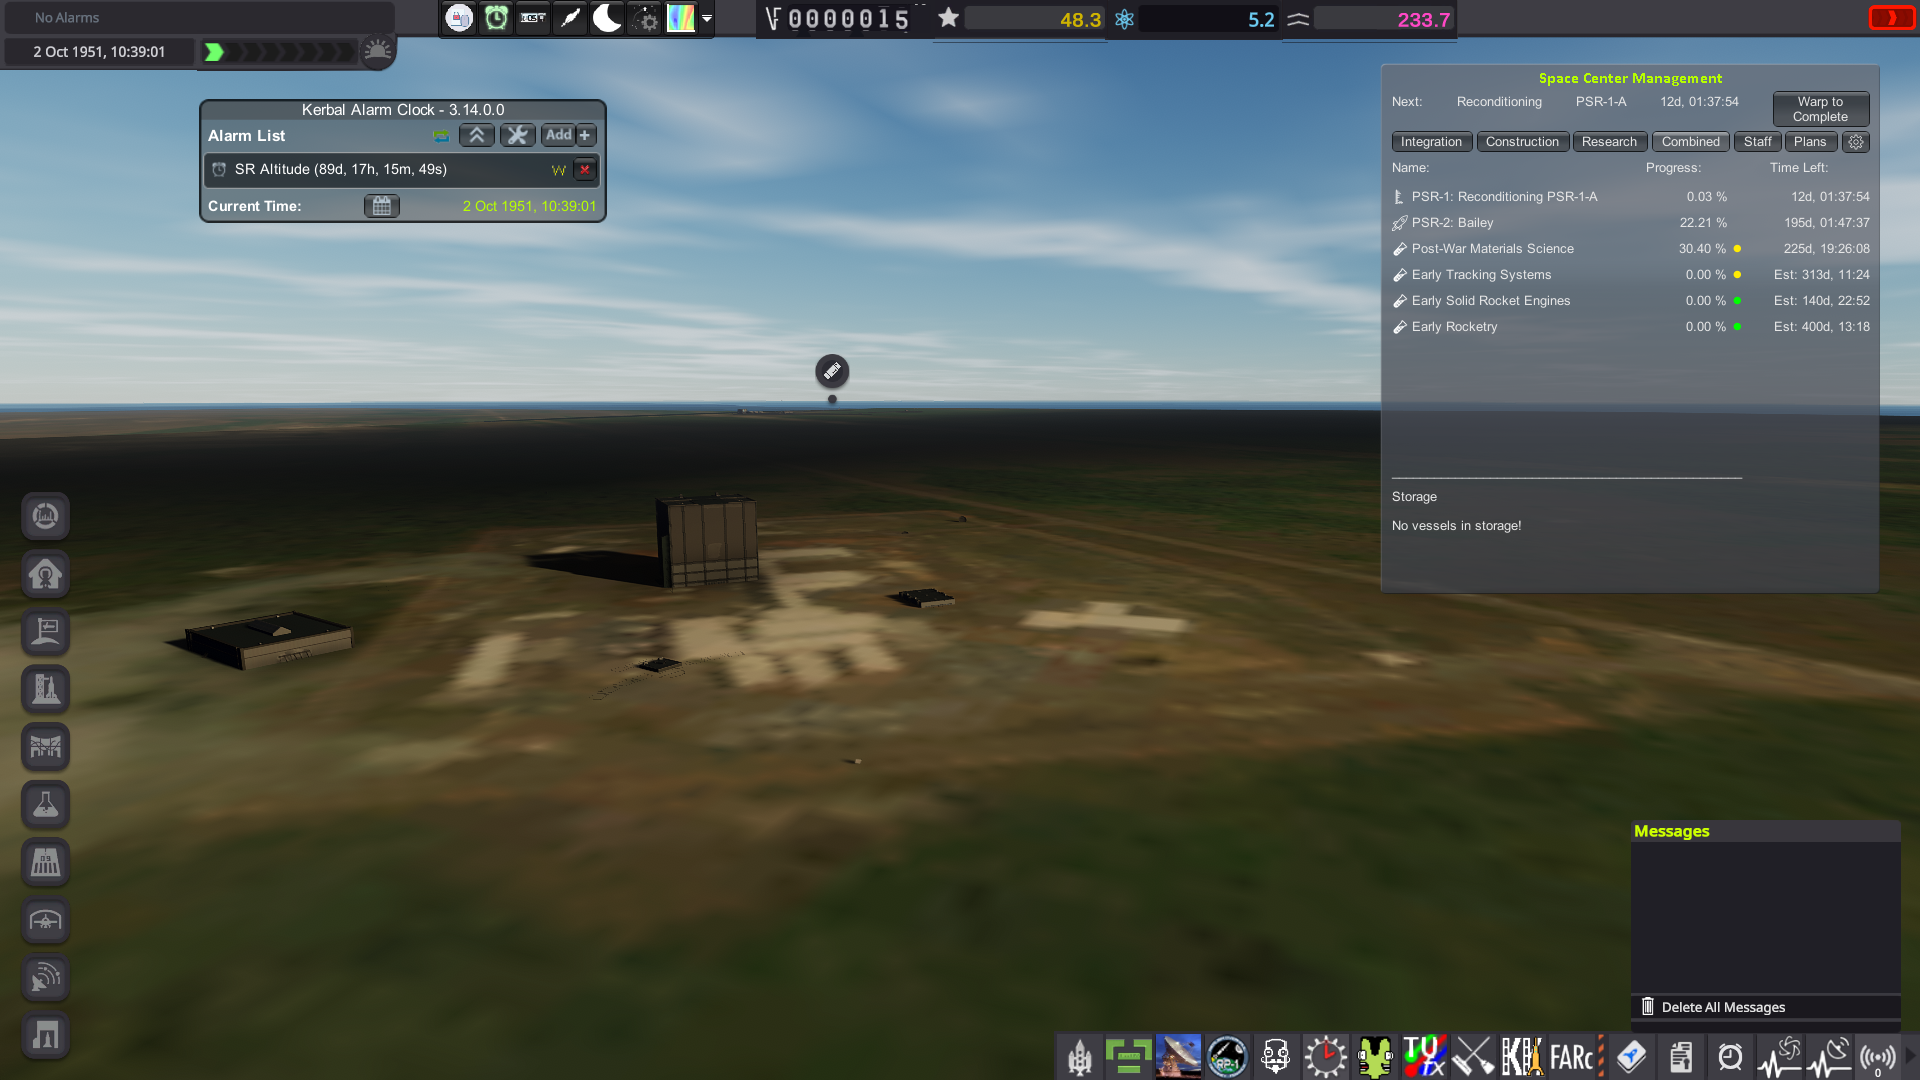 No Alarms
0000015
48.3
5.2
233.7
2 Oct 1951, 10:39:01
Kerbal Alarm Clock - 3.14.0.0
Alarm List
Add +
SR Altitude (89d, 17h, 15m, 49s)
Current Time:
2 Oct 1951, 10:39:01
Space Center Management
Next: Reconditioning PSR-1-A 12d, 01:37:54
Warp to
Complete
Integration Construction Research Combined Staff Plans
Name: Progress: Time Left:
PSR-1: Reconditioning PSR-1-A 0.03 % 12d, 01:37:54
PSR-2: Bailey 22.21 % 195d, 01:47:37
Post-War Materials Science 30.40 % 225d, 19:26:08
Early Tracking Systems 0.00 % Est: 313d, 11:24
Early Solid Rocket Engines 0.00 % Est: 140d, 22:52
Early Rocketry 0.00 % Est: 400d, 13:18
Storage
No vessels in storage!
Messages
Delete All Messages
RP-1
FARc
0